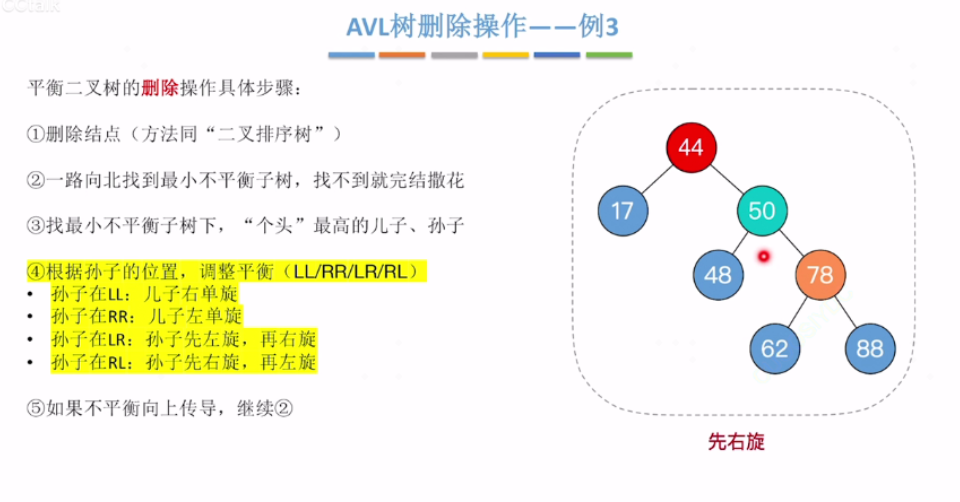 AVL树删除操作——例3
平衡二叉树的删除操作具体步骤：
①删除结点（方法同“二叉排序树”）
②一路向北找到最小不平衡子树，找不到就完结撒花
③找最小不平衡子树下，“个头”最高的儿子、孙子
④根据孙子的位置，调整平衡（LL/RR/LR/RL）
• 孙子在LL：儿子右单旋
• 孙子在RR：儿子左单旋
• 孙子在LR：孙子先左旋，再右旋
• 孙子在RL：孙子先右旋，再左旋
⑤如果不平衡向上传导，继续②
44
17 50
48 78
62 88
先右旋